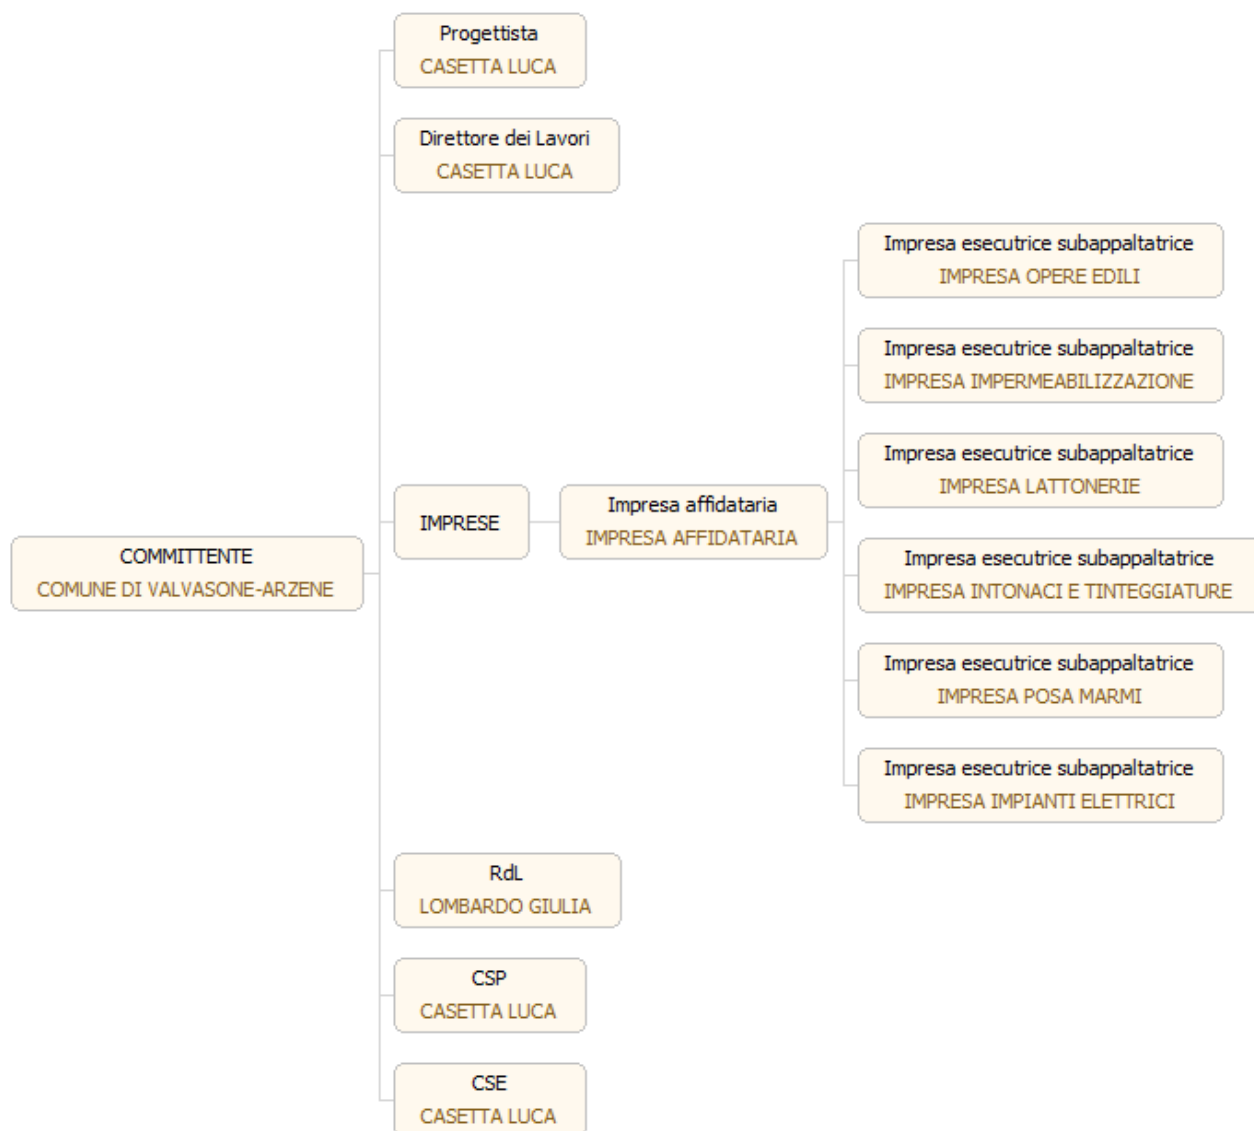 Progettista
CASETTA LUCA
Direttore dei Lavori
CASETTA LUCA
Impresa esecutrice subappaltatrice
IMPRESA OPERE EDILI
Impresa esecutrice subappaltatrice
IMPRESA IMPERMEABILIZZAZIONE
Impresa esecutrice subappaltatrice
IMPRESA LATTONERIE
IMPRESE
Impresa affidataria
IMPRESA AFFIDATARIA
COMMITTENTE
COMUNE DI VALVASONE-ARZENE
Impresa esecutrice subappaltatrice
IMPRESA INTONACI E TINTEGGIATURE
Impresa esecutrice subappaltatrice
IMPRESA POSA MARMI
Impresa esecutrice subappaltatrice
IMPRESA IMPIANTI ELETTRICI
RdL
LOMBARDO GIULIA
CSP
CASETTA LUCA
CSE
CASETTA LUCA